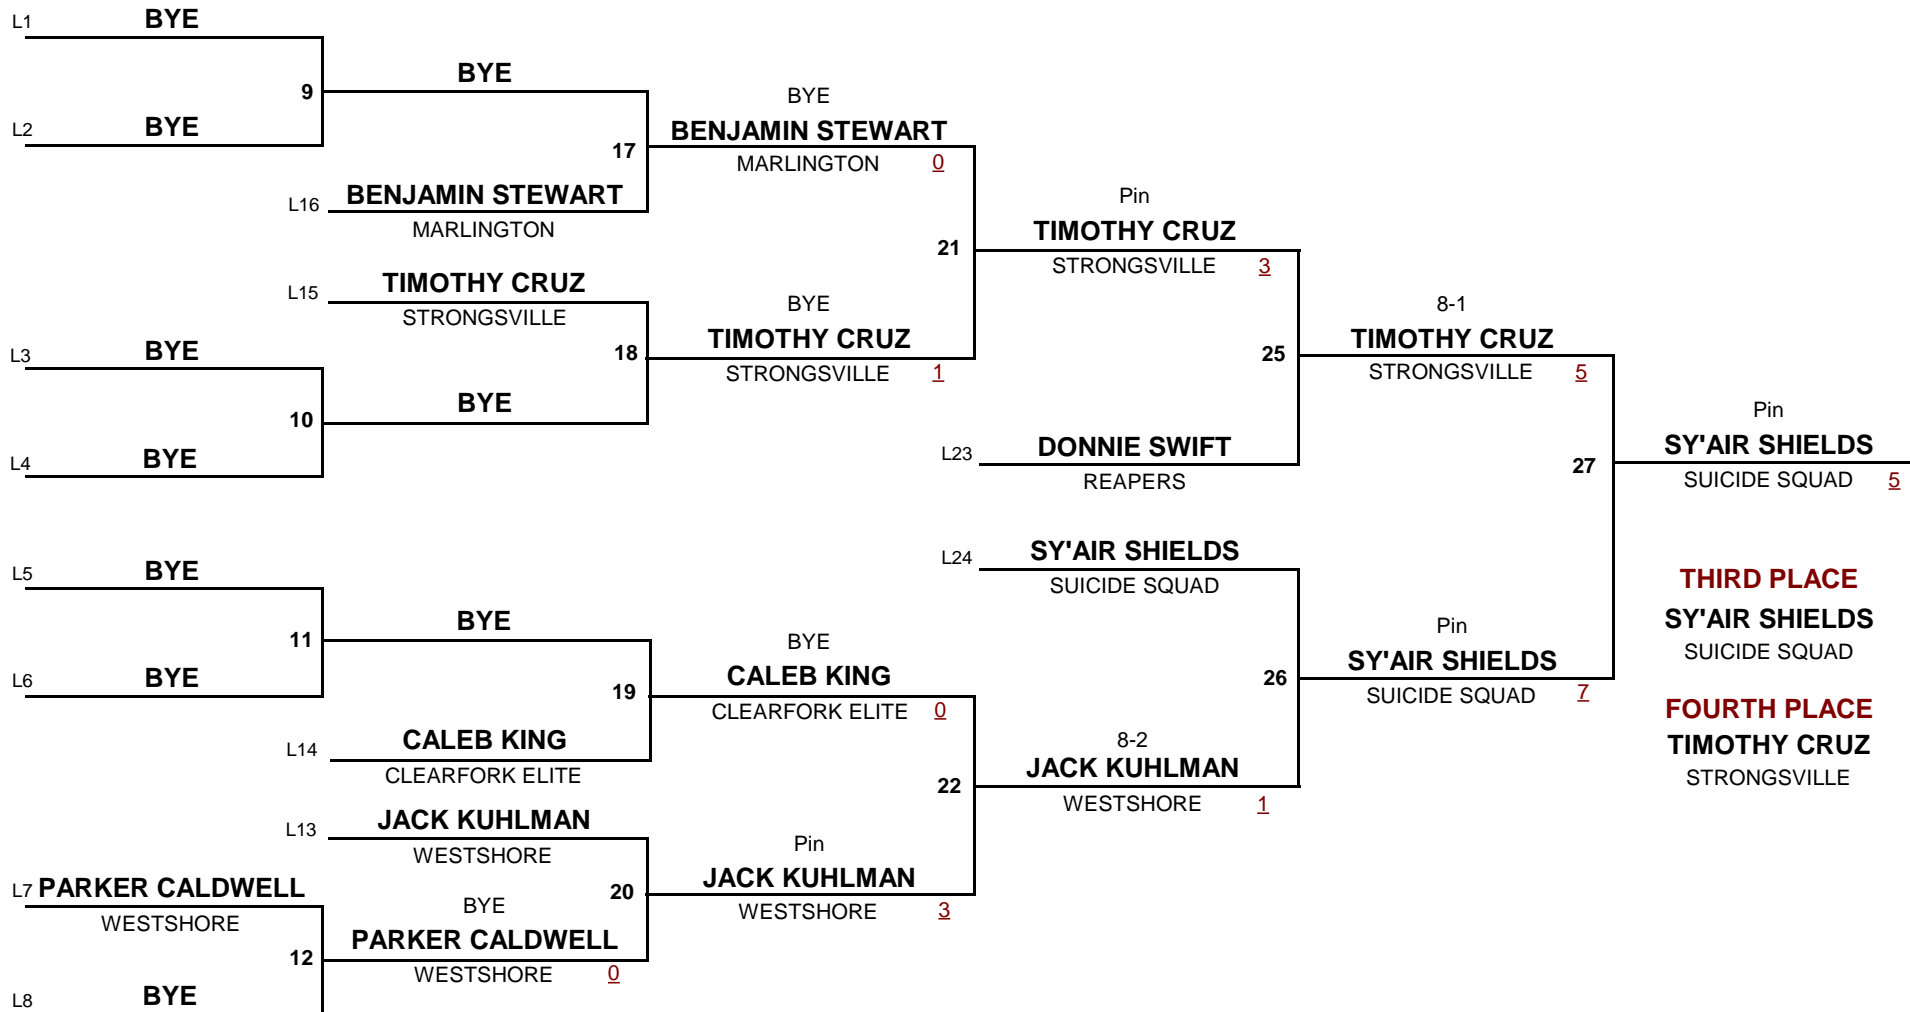 L1 BYE
9
L2 BYE
BYE
17
L16 BENJAMIN STEWART
MARLINGTON
BYE
BENJAMIN STEWART
MARLINGTON 0
L15 TIMOTHY CRUZ
STRONGSVILLE
L3 BYE
10
L4 BYE
BYE
18
BYE
TIMOTHY CRUZ
STRONGSVILLE 1
21
Pin
TIMOTHY CRUZ
STRONGSVILLE 3
25
L23 DONNIE SWIFT
REAPERS
8-1
TIMOTHY CRUZ
STRONGSVILLE 5
27
Pin
SY'AIR SHIELDS
SUICIDE SQUAD 5
L5 BYE
11
L6 BYE
BYE
19
L14 CALEB KING
CLEARFORK ELITE
BYE
CALEB KING
CLEARFORK ELITE 0
L13 JACK KUHLMAN
WESTSHORE
L7 PARKER CALDWELL
WESTSHORE
12
L8 BYE
BYE
PARKER CALDWELL
WESTSHORE 0
20
Pin
JACK KUHLMAN
WESTSHORE 3
22
8-2
JACK KUHLMAN
WESTSHORE 1
L24 SY'AIR SHIELDS
SUICIDE SQUAD
26
Pin
SY'AIR SHIELDS
SUICIDE SQUAD 7
THIRD PLACE
SY'AIR SHIELDS
SUICIDE SQUAD
FOURTH PLACE
TIMOTHY CRUZ
STRONGSVILLE